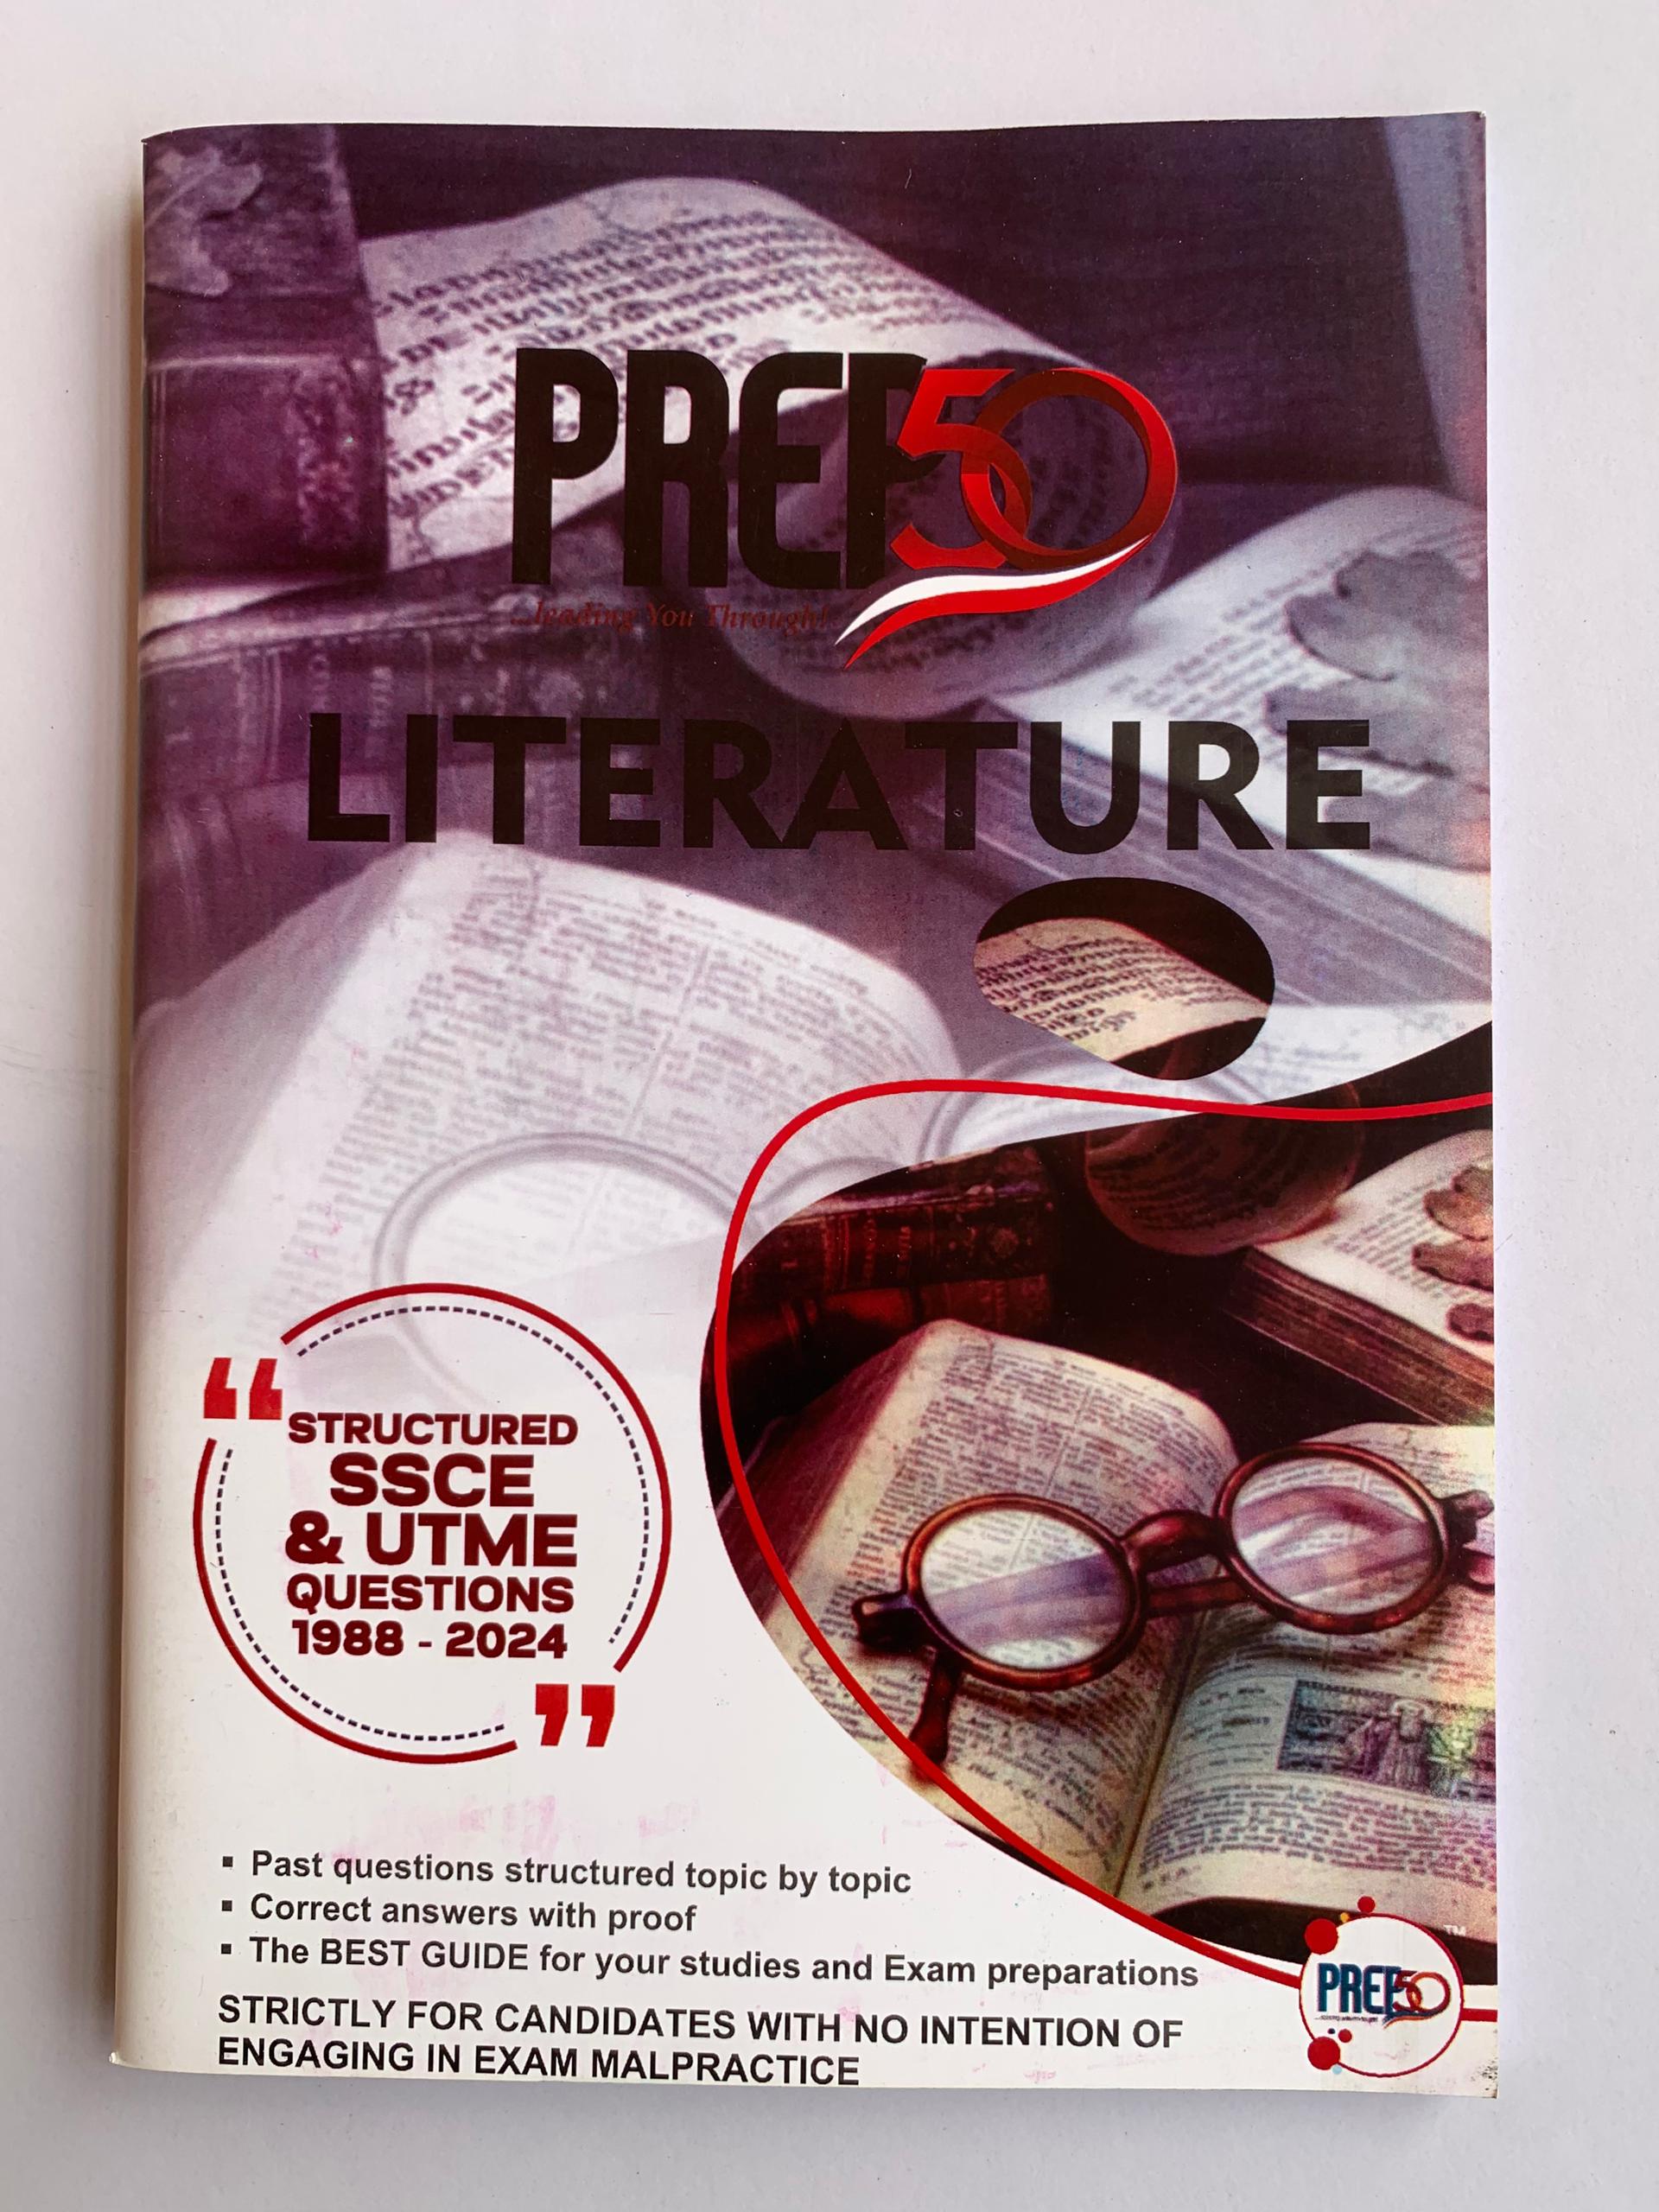 PREP50
...leading You Through!
LITERATURE
“STRUCTURED
SSCE
& UTME
QUESTIONS
1988 - 2024”
▪ Past questions structured topic by topic
▪ Correct answers with proof
▪ The BEST GUIDE for your studies and Exam preparations
STRICTLY FOR CANDIDATES WITH NO INTENTION OF
ENGAGING IN EXAM MALPRACTICE
TM
PREP50